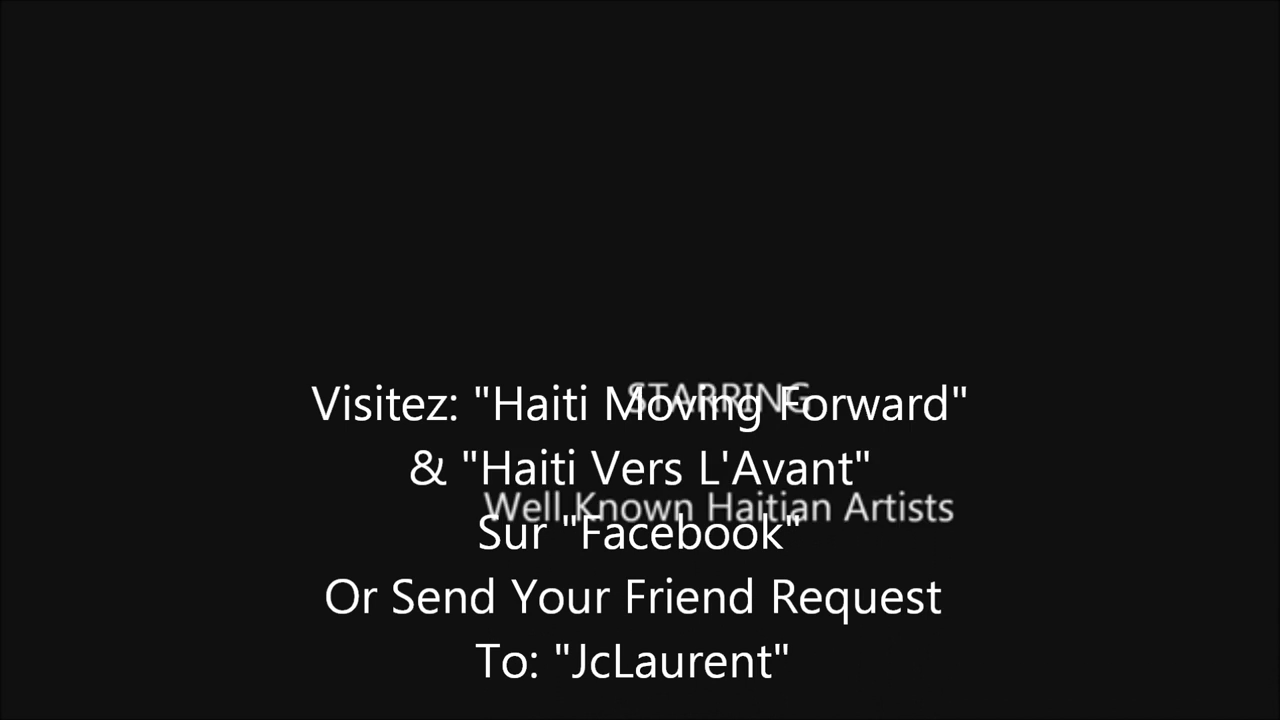 Visitez: "Haiti Moving Forward"
STARRING
& "Haiti Vers L'Avant"
Well Known Haitian Artists
Sur "Facebook"
Or Send Your Friend Request
To: "JcLaurent"